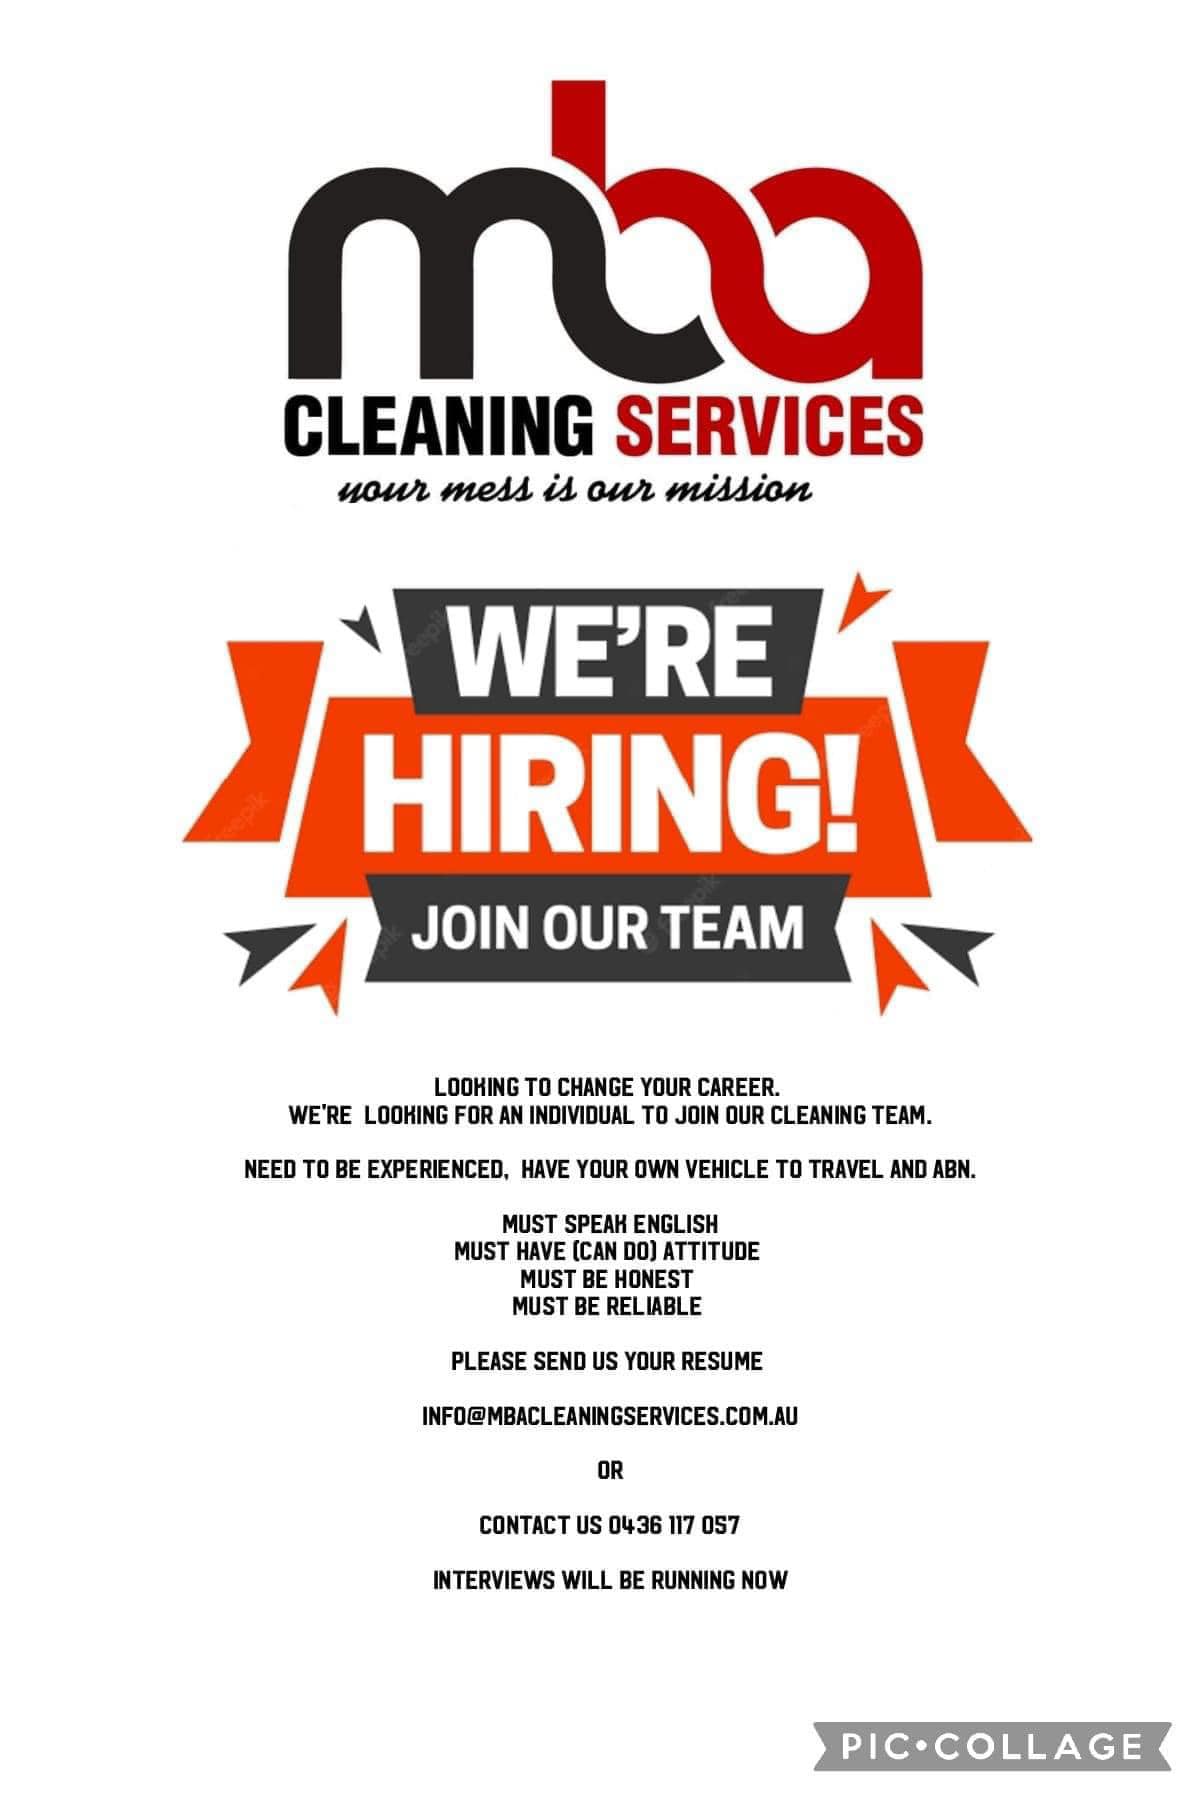 mba
CLEANING SERVICES
your mess is our mission
WE'RE
HIRING!
JOIN OUR TEAM
LOOKING TO CHANGE YOUR CAREER.
WE'RE LOOKING FOR AN INDIVIDUAL TO JOIN OUR CLEANING TEAM.
NEED TO BE EXPERIENCED, HAVE YOUR OWN VEHICLE TO TRAVEL AND ABN.
MUST SPEAK ENGLISH
MUST HAVE (CAN DO) ATTITUDE
MUST BE HONEST
MUST BE RELIABLE
PLEASE SEND US YOUR RESUME
INFO@MBACLEANINGSERVICES.COM.AU
OR
CONTACT US 0436 117 057
INTERVIEWS WILL BE RUNNING NOW
PIC•COLLAGE